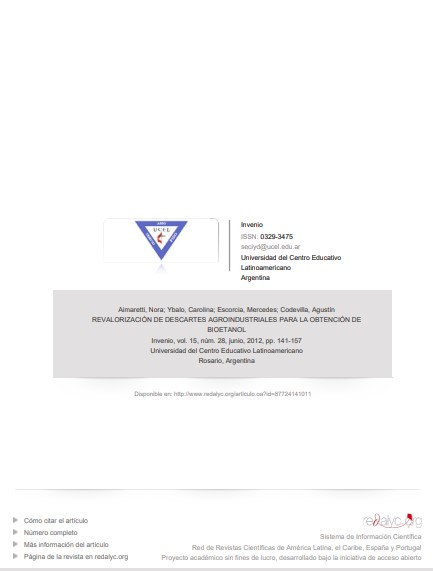 UCEL
Invenio
ISSN: 0329-3475
seciyd@ucel.edu.ar
Universidad del Centro Educativo
Latinoamericano
Argentina
Aimaretti, Nora; Ybalo, Carolina; Escorcia, Mercedes; Codevilla, Agustín
REVALORIZACIÓN DE DESCARTES AGROINDUSTRIALES PARA LA OBTENCIÓN DE
BIOETANOL
Invenio, vol. 15, núm. 28, junio, 2012, pp. 141-157
Universidad del Centro Educativo Latinoamericano
Rosario, Argentina
Disponible en: http://www.redalyc.org/articulo.oa?id=87724141011
Cómo citar el artículo
Número completo
Más información del artículo
Página de la revista en redalyc.org
redalyc.org
Sistema de Información Científica
Red de Revistas Científicas de América Latina, el Caribe, España y Portugal
Proyecto académico sin fines de lucro, desarrollado bajo la iniciativa de acceso abierto